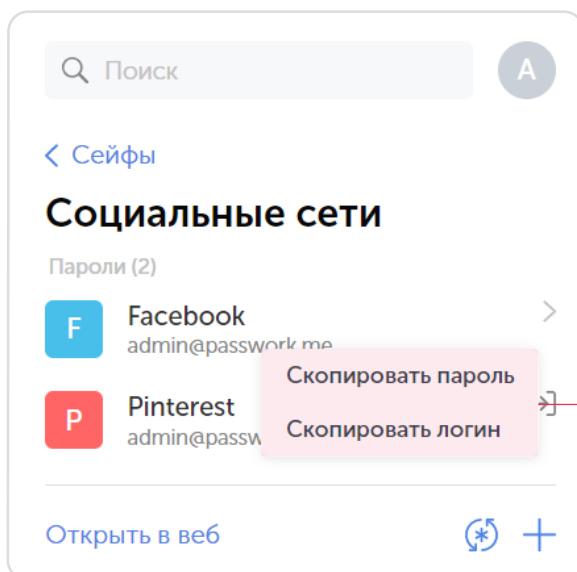 Поиск
A
Сейфы
Социальные сети
Пароли (2)
F
Facebook
admin@passwork.me
Скопировать пароль
P
Pinterest
admin@passw
Скопировать логин
Открыть в веб